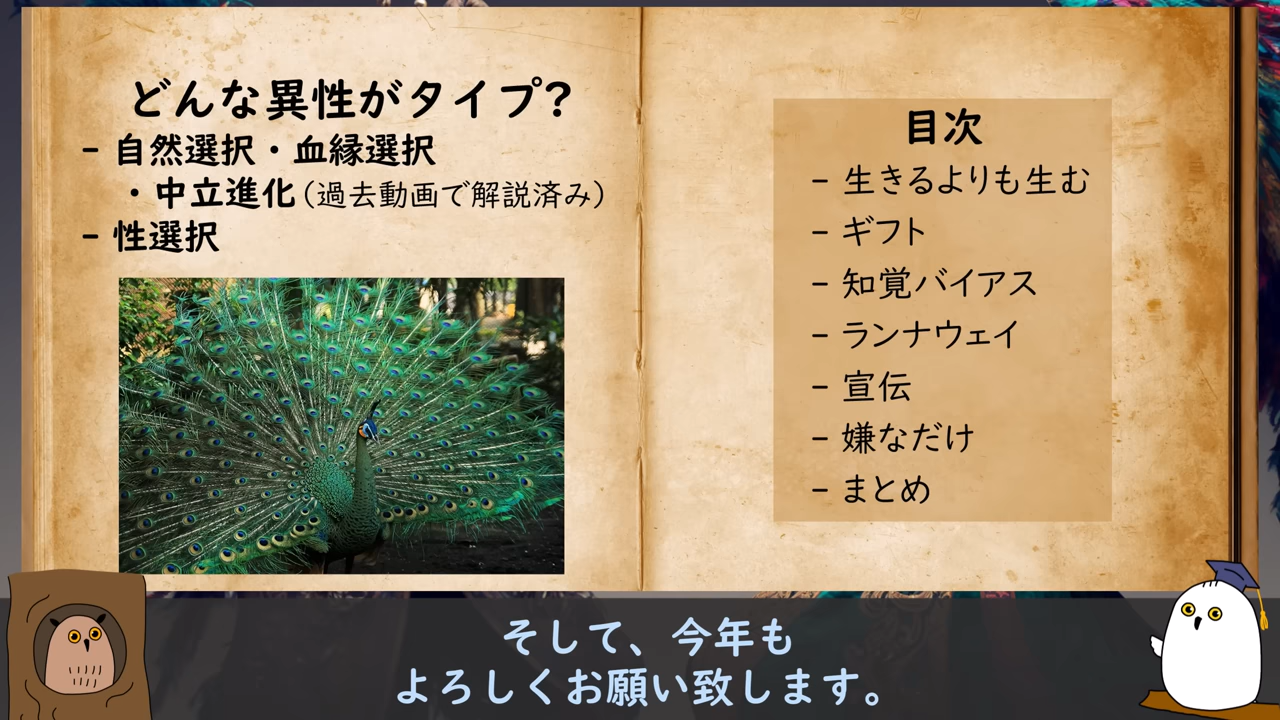 どんな異性がタイプ?
- 自然選択・血縁選択
・中立進化(過去動画で解説済み)
- 性選択
目次
- 生きるよりも生む
- ギフト
- 知覚バイアス
- ランナウェイ
- 宣伝
- 嫌なだけ
- まとめ
そして、今年も
よろしくお願い致します。